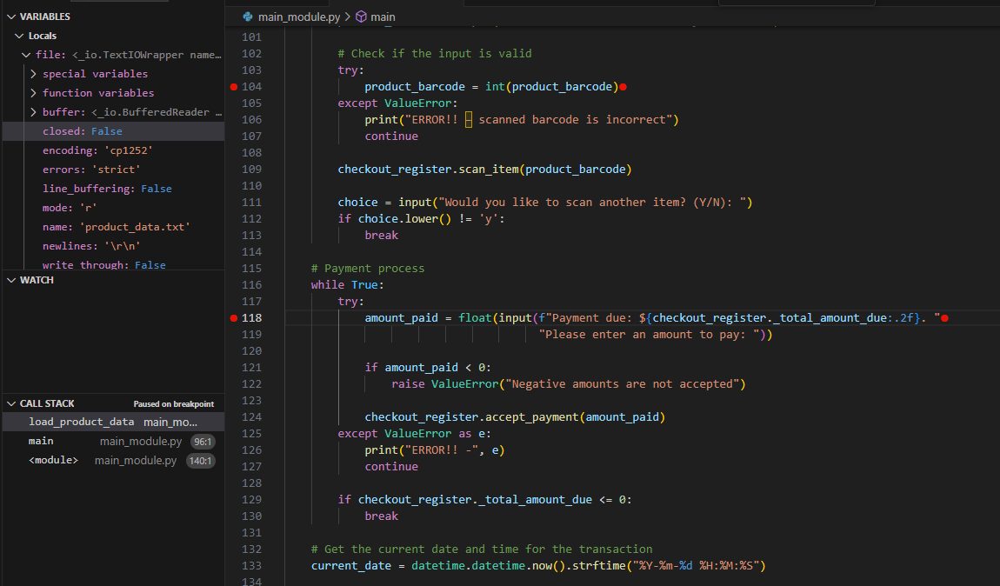 VARIABLES
Locals
file: <_io.TextIOWrapper name…
special variables
function variables
buffer: <_io.BufferedReader …
closed: False
encoding: 'cp1252'
errors: 'strict'
line_buffering: False
mode: 'r'
name: 'product_data.txt'
newlines: '\r\n'
write_through: False
WATCH
CALL STACK Paused on breakpoint
load_product_data main_mo...
main main_module.py 96:1
<module> main_module.py 140:1
main_module.py > main
101
102 # Check if the input is valid
103 try:
104 product_barcode = int(product_barcode)
105 except ValueError:
106 print("ERROR!! – scanned barcode is incorrect")
107 continue
108
109 checkout_register.scan_item(product_barcode)
110
111 choice = input("Would you like to scan another item? (Y/N): ")
112 if choice.lower() != 'y':
113 break
114
115 # Payment process
116 while True:
117 try:
118 amount_paid = float(input(f"Payment due: ${checkout_register._total_amount_due:.2f}. "
119 "Please enter an amount to pay: "))
120
121 if amount_paid < 0:
122 raise ValueError("Negative amounts are not accepted")
123
124 checkout_register.accept_payment(amount_paid)
125 except ValueError as e:
126 print("ERROR!! -", e)
127 continue
128
129 if checkout_register._total_amount_due <= 0:
130 break
131
132 # Get the current date and time for the transaction
133 current_date = datetime.datetime.now().strftime("%Y-%m-%d %H:%M:%S")
134